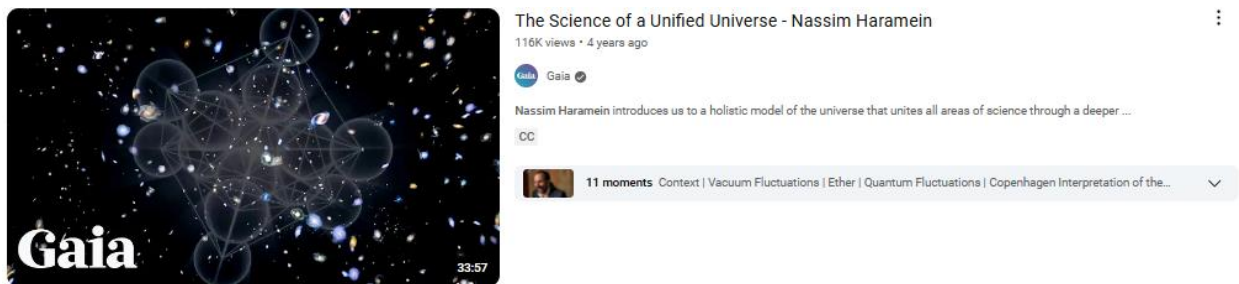 Gaia
33:57
The Science of a Unified Universe - Nassim Haramein
116K views • 4 years ago
Gaia
Gaia
Nassim Haramein introduces us to a holistic model of the universe that unites all areas of science through a deeper ...
CC
11 moments Context | Vacuum Fluctuations | Ether | Quantum Fluctuations | Copenhagen Interpretation of the...